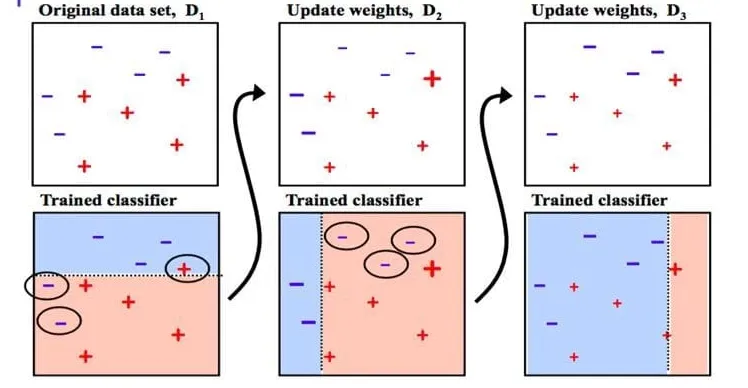 Original data set, D₁
Update weights, D₂
Update weights, D₃
Trained classifier
Trained classifier
Trained classifier